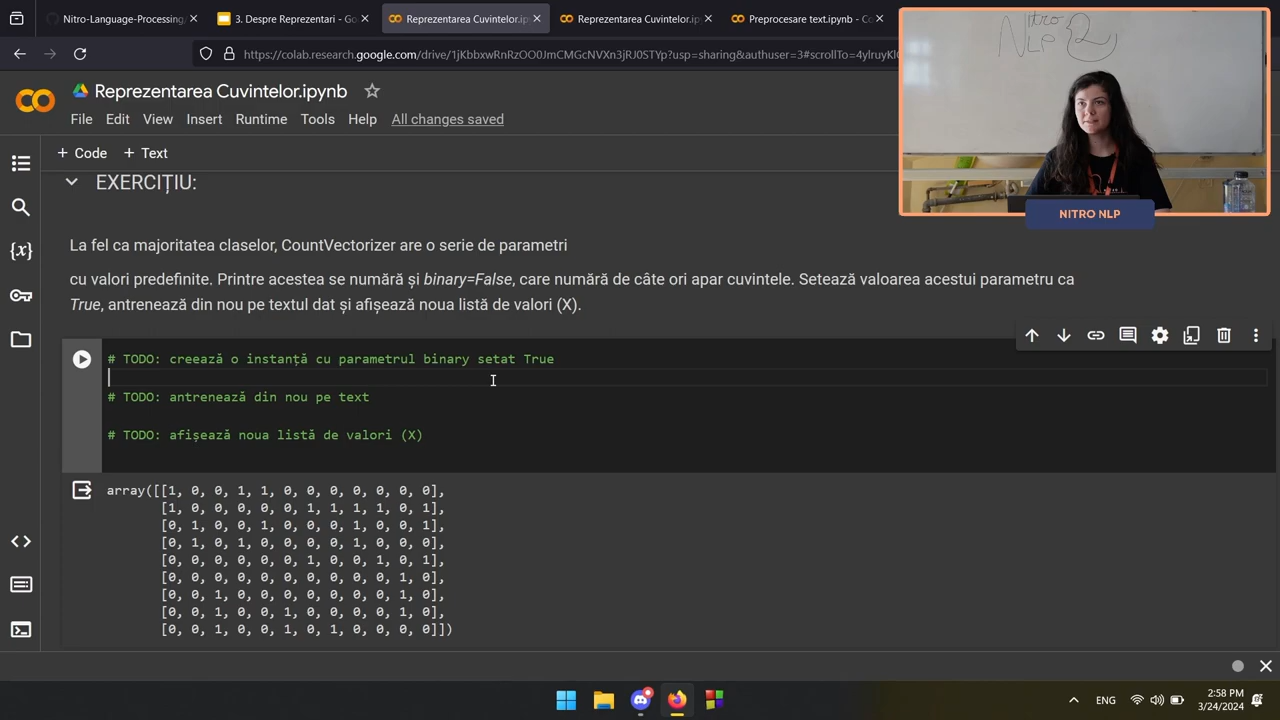 Nitro-Language-Processing
3. Despre Reprezentari - Go
Reprezentarea Cuvintelor.ip
Reprezentarea Cuvintelor.ip
Preprocesare text.ipynb - Co
https://colab.research.google.com/drive/1jKbbxwRnRzOO0JmCMGcNVXn3jRJ0STYp?usp=sharing&authuser=3#scrollTo=4ylruyKl
Nitro
NLP 2
Reprezentarea Cuvintelor.ipynb
File Edit View Insert Runtime Tools Help All changes saved
+ Code + Text
EXERCIȚIU:
NITRO NLP
La fel ca majoritatea claselor, CountVectorizer are o serie de parametri
cu valori predefinite. Printre acestea se numără și binary=False, care numără de câte ori apar cuvintele. Setează valoarea acestui parametru ca
True, antrenează din nou pe textul dat și afișează noua listă de valori (X).
# TODO: creează o instanță cu parametrul binary setat True
# TODO: antrenează din nou pe text
# TODO: afișează noua listă de valori (X)
array([[1, 0, 0, 1, 1, 0, 0, 0, 0, 0, 0, 0],
[1, 0, 0, 0, 0, 0, 1, 1, 1, 1, 0, 1],
[0, 1, 0, 0, 1, 0, 0, 0, 1, 0, 0, 1],
[0, 1, 0, 1, 0, 0, 0, 0, 1, 0, 0, 0],
[0, 0, 0, 0, 0, 0, 1, 0, 0, 1, 0, 1],
[0, 0, 0, 0, 0, 0, 0, 0, 0, 0, 1, 0],
[0, 0, 1, 0, 0, 0, 0, 0, 0, 0, 1, 0],
[0, 0, 1, 0, 0, 1, 0, 0, 0, 0, 1, 0],
[0, 0, 1, 0, 0, 1, 0, 1, 0, 0, 0, 0]])
ENG
2:58 PM
3/24/2024